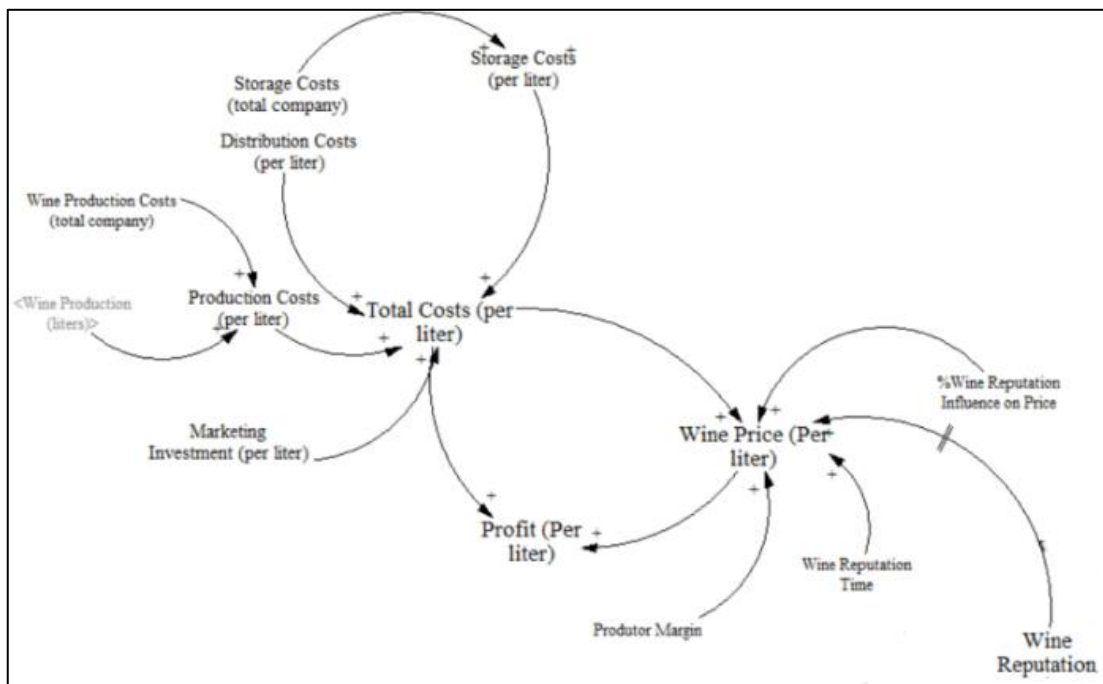 Storage Costs
(per liter)
Storage Costs
(total company)
Distribution Costs
(per liter)
Wine Production Costs
(total company)
<Wine Production
(liters)>
Production Costs
(per liter)
Total Costs (per
liter)
%Wine Reputation
Influence on Price
Marketing
Investment (per liter)
Wine Price (Per
liter)
Profit (Per
liter)
Wine Reputation
Time
Produtor Margin
Wine
Reputation